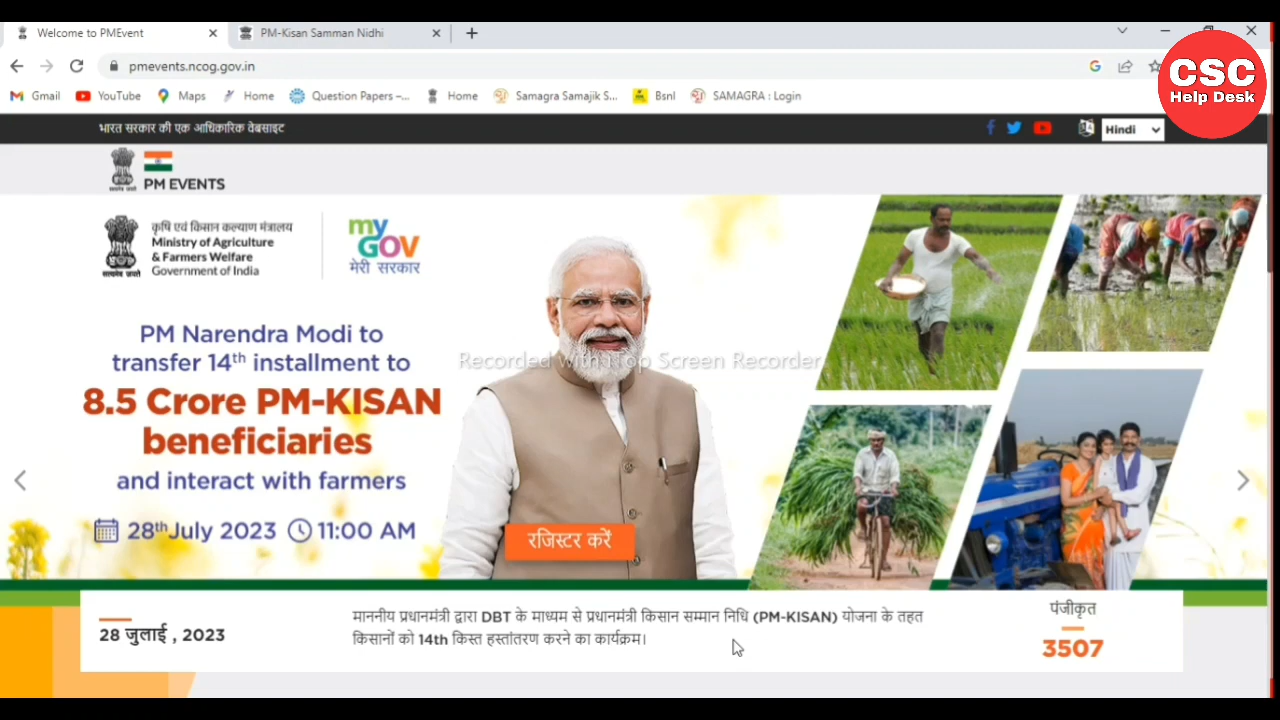 Welcome to PMEvent
PM-Kisan Samman Nidhi
pmevents.ncog.gov.in
CSC
Help Desk
Gmail
YouTube
Maps
Home
Question Papers –...
Home
Samagra Samajik S...
Bsnl
SAMAGRA : Login
भारत सरकार की एक आधिकारिक वेबसाइट
Hindi
PM EVENTS
सत्यमेव जयते
कृषि एवं किसान कल्याण मंत्रालय
Ministry of Agriculture
& Farmers Welfare
Government of India
my
GOV
मेरी सरकार
PM Narendra Modi to
transfer 14th installment to
8.5 Crore PM-KISAN
beneficiaries
and interact with farmers
28th July 2023 11:00 AM
Recorded with iTop Screen Recorder
रजिस्टर करें
28 जुलाई , 2023
माननीय प्रधानमंत्री द्वारा DBT के माध्यम से प्रधानमंत्री किसान सम्मान निधि (PM-KISAN) योजना के तहत
किसानों को 14th किस्त हस्तांतरण करने का कार्यक्रम।
पंजीकृत
3507